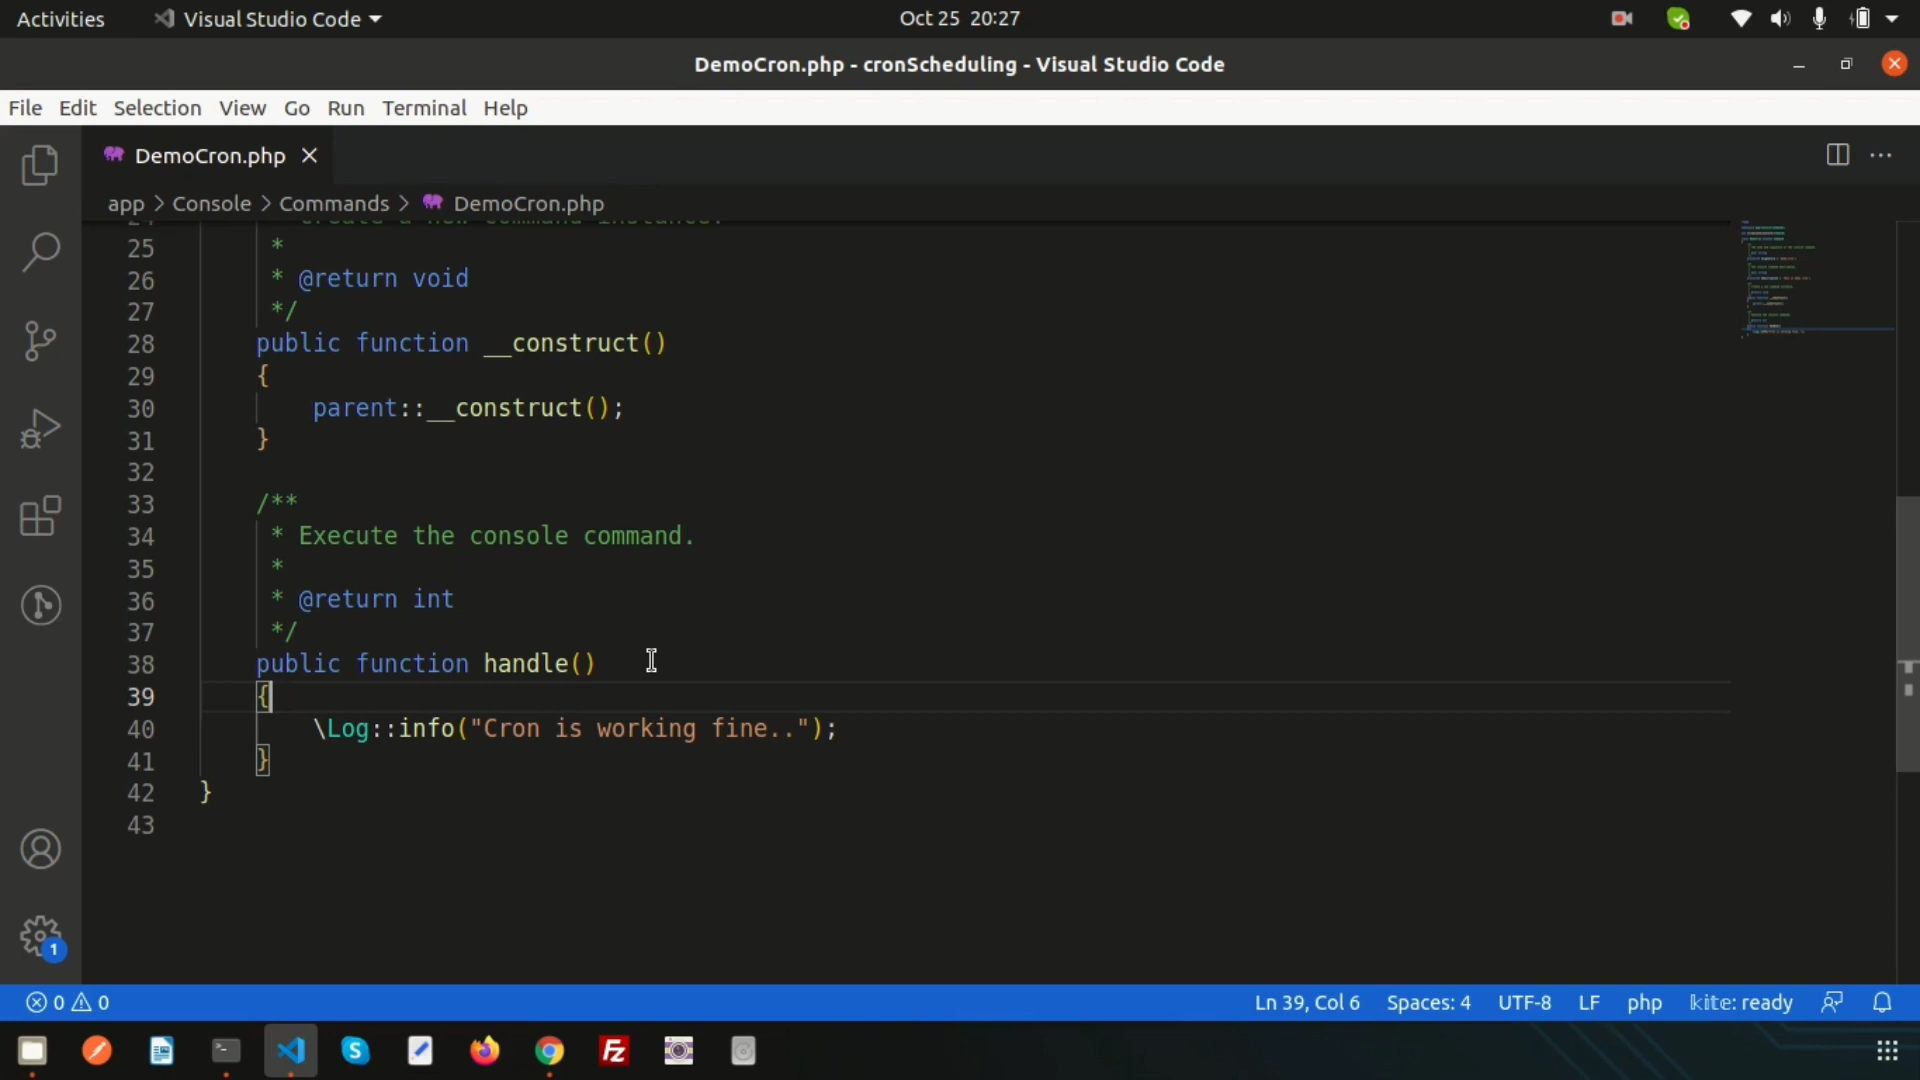 Activities Visual Studio Code Oct 25 20:27
DemoCron.php - cronScheduling - Visual Studio Code
File Edit Selection View Go Run Terminal Help
DemoCron.php
app > Console > Commands > DemoCron.php
25 *
26 * @return void
27 */
28 public function __construct()
29 {
30 parent::__construct();
31 }
32
33 /**
34 * Execute the console command.
35 *
36 * @return int
37 */
38 public function handle()
39 {
40 \Log::info("Cron is working fine..");
41 }
42 }
43
1
0 0 Ln 39, Col 6 Spaces: 4 UTF-8 LF php kite: ready